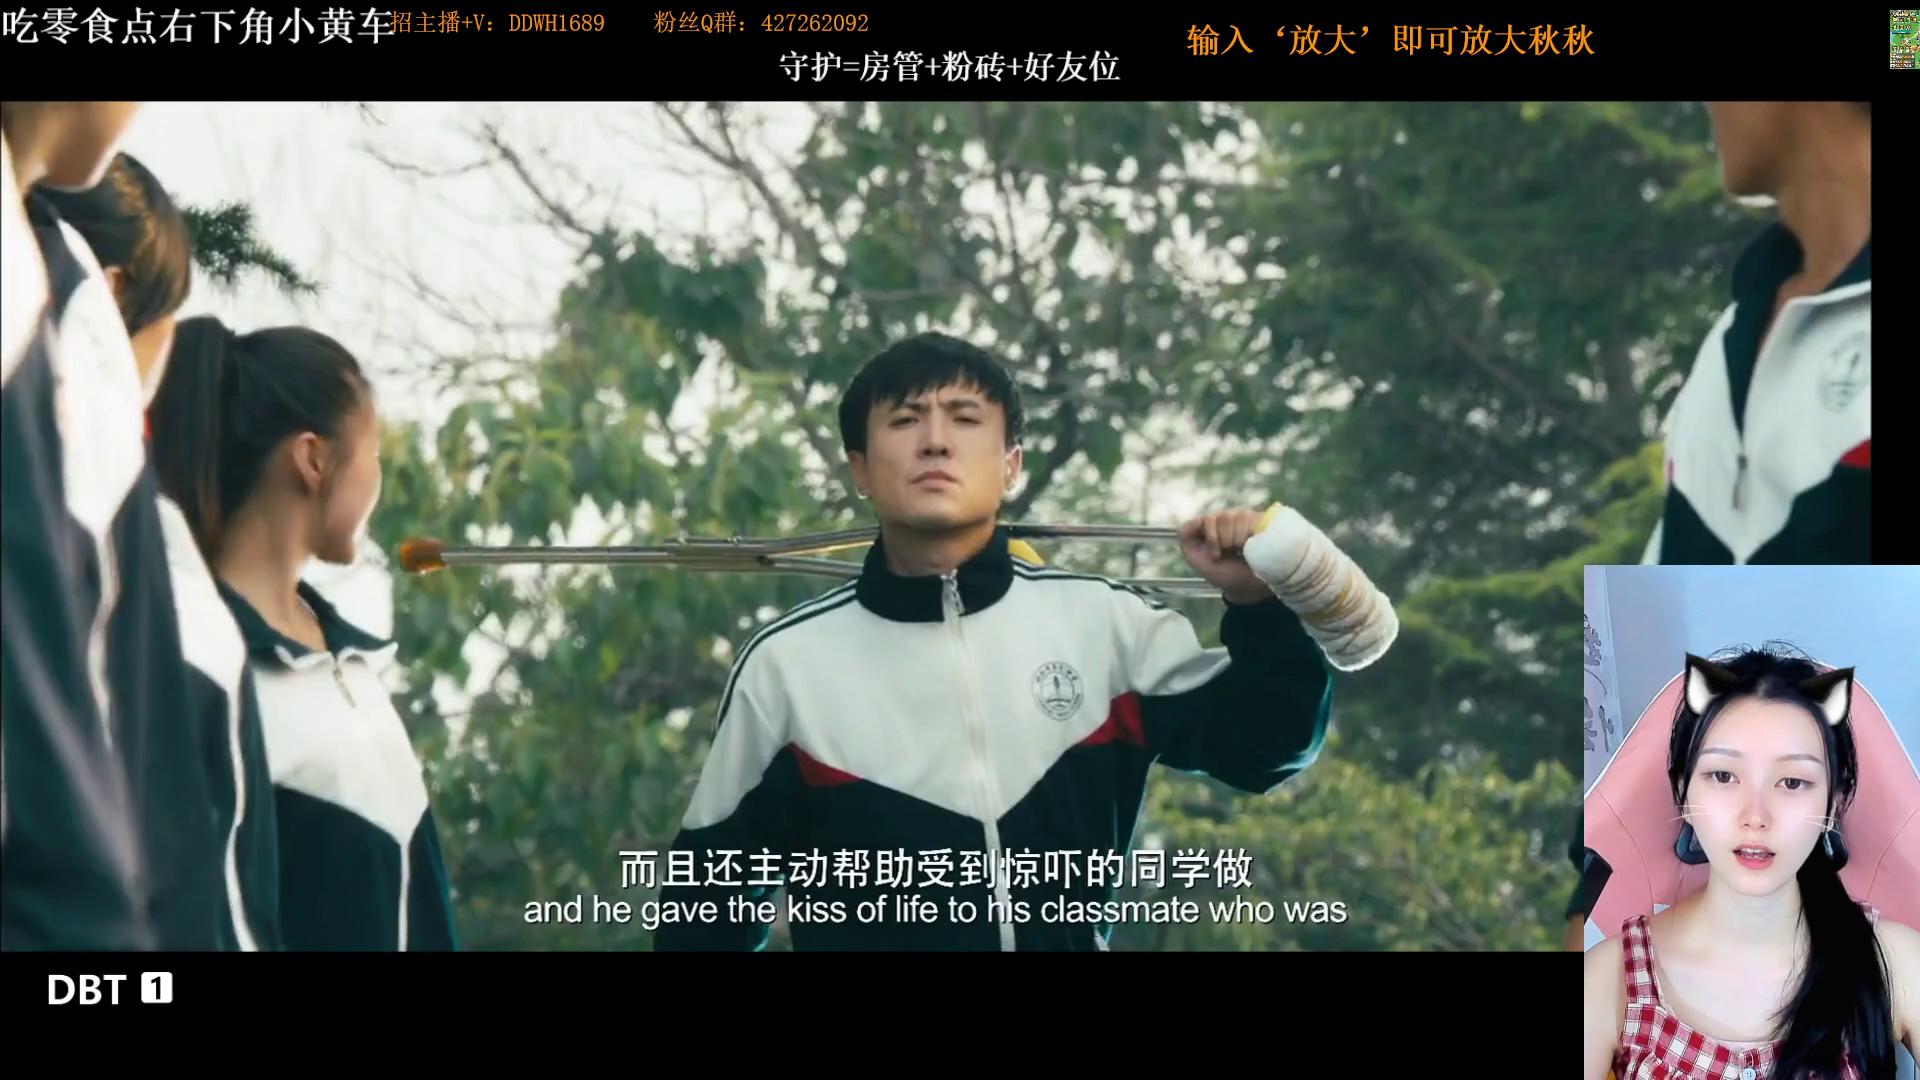 吃零食点右下角小黄车
招主播+V：DDWH1689 粉丝Q群：427262092
输入‘放大’即可放大秋秋
守护=房管+粉砖+好友位
而且还主动帮助受到惊吓的同学做
and he gave the kiss of life to his classmate who was
DBT 1